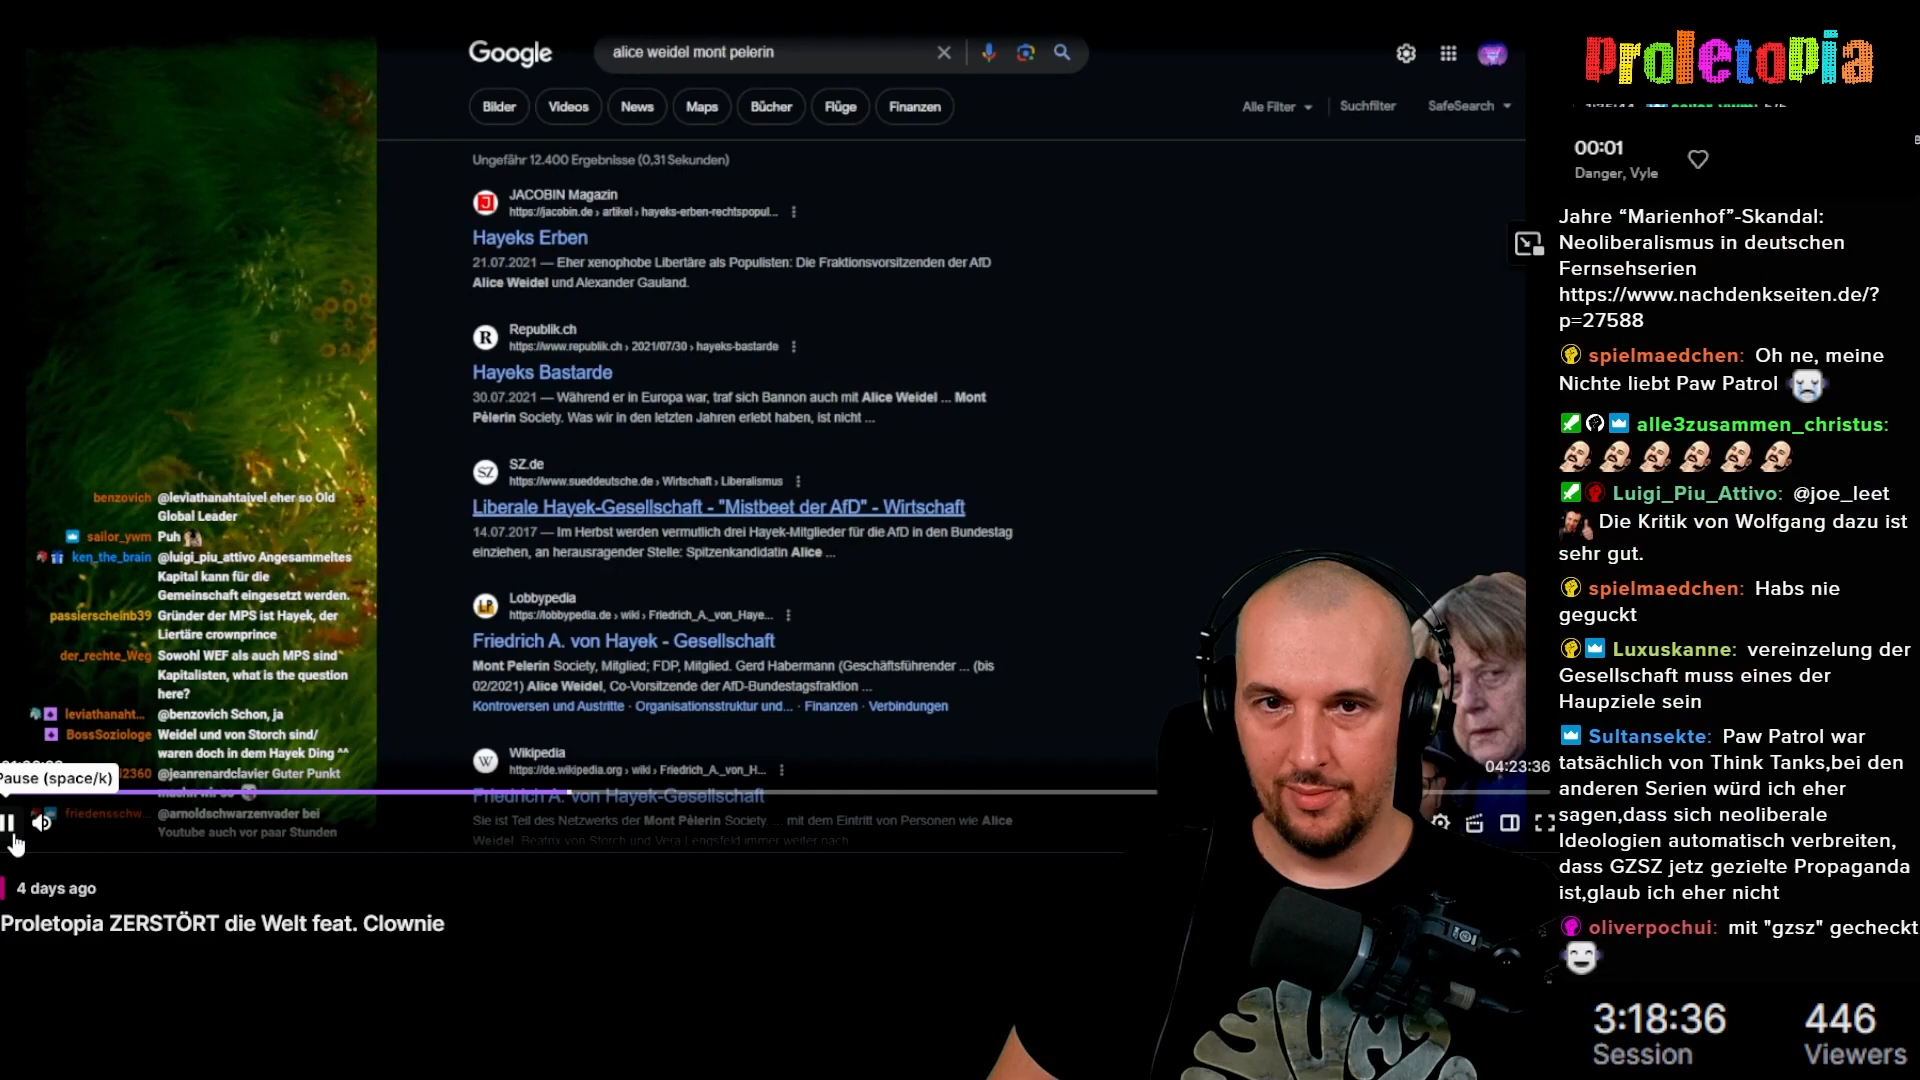 Google
alice weidel mont pelerin
Bilder
Videos
News
Maps
Bücher
Flüge
Finanzen
Alle Filter
Suchfilter
SafeSearch
Ungefähr 12.400 Ergebnisse (0,31 Sekunden)
JACOBIN Magazin
https://jacobin.de › artikel › hayeks-erben-rechtspopul...
Hayeks Erben
21.07.2021 — Eher xenophobe Libertäre als Populisten: Die Fraktionsvorsitzenden der AfD
Alice Weidel und Alexander Gauland.
Republik.ch
https://www.republik.ch › 2021/07/30 › hayeks-bastarde
Hayeks Bastarde
30.07.2021 — Während er in Europa war, traf sich Bannon auch mit Alice Weidel ... Mont
Pèlerin Society. Was wir in den letzten Jahren erlebt haben, ist nicht ...
SZ.de
https://www.sueddeutsche.de › Wirtschaft › Liberalismus
Liberale Hayek-Gesellschaft - "Mistbeet der AfD" - Wirtschaft
14.07.2017 — Im Herbst werden vermutlich drei Hayek-Mitglieder für die AfD in den Bundestag
einziehen, an herausragender Stelle: Spitzenkandidatin Alice ...
Lobbypedia
https://lobbypedia.de › wiki › Friedrich_A._von_Haye...
Friedrich A. von Hayek - Gesellschaft
Mont Pelerin Society, Mitglied; FDP, Mitglied. Gerd Habermann (Geschäftsführender ... (bis
02/2021) Alice Weidel, Co-Vorsitzende der AfD-Bundestagsfraktion ...
Kontroversen und Austritte · Organisationsstruktur und... · Finanzen · Verbindungen
Wikipedia
https://de.wikipedia.org › wiki › Friedrich_A._von_H...
Friedrich A. von Hayek-Gesellschaft
Sie ist Teil des Netzwerks der Mont Pèlerin Society. ... mit dem Eintritt von Personen wie Alice
Weidel, Beatrix von Storch und Vera Lengsfeld immer weiter nach
benzovich @leviathanahtaivel eher so Old
Global Leader
sailor_ywm Puh
ken_the_brain @luigi_piu_attivo Angesammeltes
Kapital kann für die
Gemeinschaft eingesetzt werden.
passierscheinb39 Gründer der MPS ist Hayek, der
Liertäre crownprince
der_rechte_Weg Sowohl WEF als auch MPS sind
Kapitalisten, what is the question
here?
leviathanaht... @benzovich Schon, ja
BossSoziologe Weidel und von Storch sind/
waren doch in dem Hayek Ding ^^
2360 @jeanrenardclavier Guter Punkt
friedensschw... @arnoldschwarzenvader bei
Youtube auch vor paar Stunden
Pause (space/k)
04:23:36
4 days ago
Proletopia ZERSTÖRT die Welt feat. Clownie
Proletopia
00:01
Danger, Vyle
Jahre “Marienhof”-Skandal:
Neoliberalismus in deutschen
Fernsehserien
https://www.nachdenkseiten.de/?
p=27588
spielmaedchen: Oh ne, meine
Nichte liebt Paw Patrol
alle3zusammen_christus:
Luigi_Piu_Attivo: @joe_leet
Die Kritik von Wolfgang dazu ist
sehr gut.
spielmaedchen: Habs nie
geguckt
Luxuskanne: vereinzelung der
Gesellschaft muss eines der
Haupziele sein
Sultansekte: Paw Patrol war
tatsächlich von Think Tanks,bei den
anderen Serien würd ich eher
sagen,dass sich neoliberale
Ideologien automatisch verbreiten,
dass GZSZ jetz gezielte Propaganda
ist,glaub ich eher nicht
oliverpochui: mit "gzsz" gecheckt
3:18:36
Session
446
Viewers